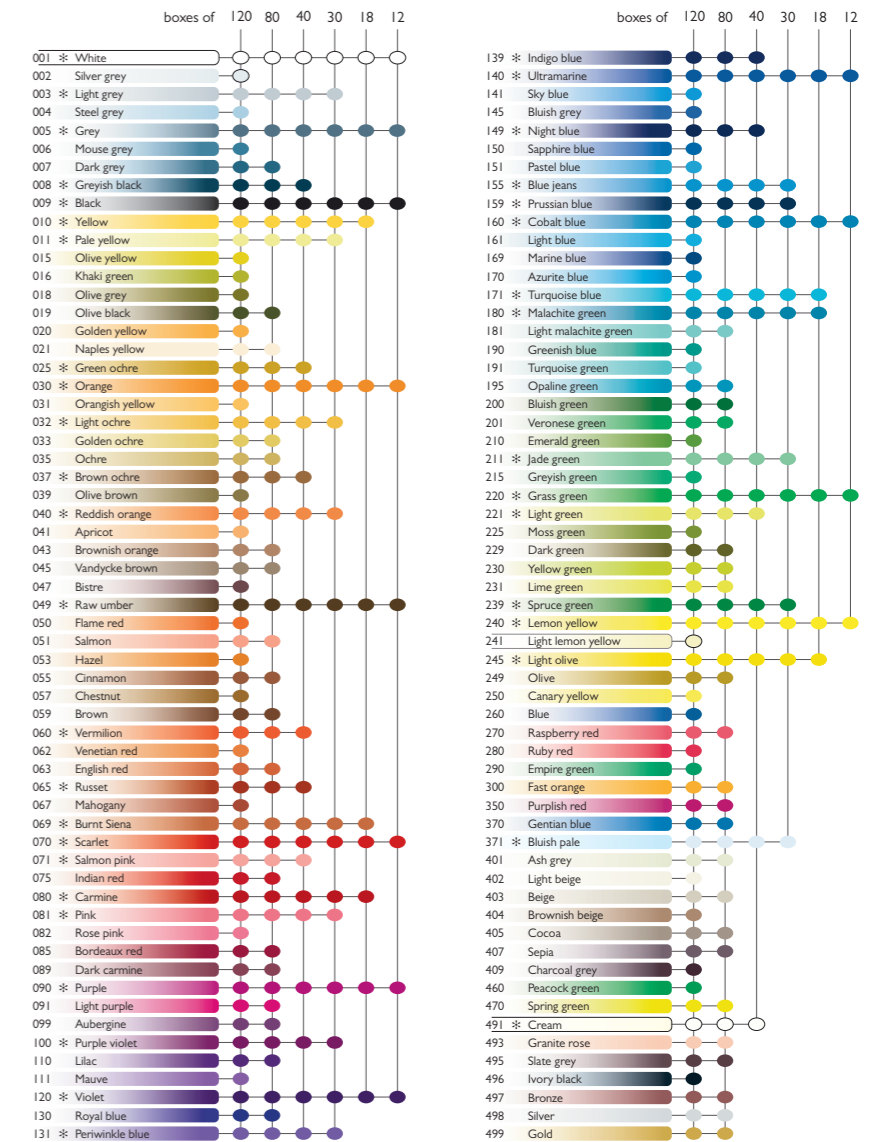 boxes of 120 80 40 30 18 12
001 * White
002 Silver grey
003 * Light grey
004 Steel grey
005 * Grey
006 Mouse grey
007 Dark grey
008 * Greyish black
009 * Black
010 * Yellow
011 * Pale yellow
015 Olive yellow
016 Khaki green
018 Olive grey
019 Olive black
020 Golden yellow
021 Naples yellow
025 * Green ochre
030 * Orange
031 Orangish yellow
032 * Light ochre
033 Golden ochre
035 Ochre
037 * Brown ochre
039 Olive brown
040 * Reddish orange
041 Apricot
043 Brownish orange
045 Vandycke brown
047 Bistre
049 * Raw umber
050 Flame red
051 Salmon
053 Hazel
055 Cinnamon
057 Chestnut
059 Brown
060 * Vermilion
062 Venetian red
063 English red
065 * Russet
067 Mahogany
069 * Burnt Siena
070 * Scarlet
071 * Salmon pink
075 Indian red
080 * Carmine
081 * Pink
082 Rose pink
085 Bordeaux red
089 Dark carmine
090 * Purple
091 Light purple
099 Aubergine
100 * Purple violet
110 Lilac
111 Mauve
120 * Violet
130 Royal blue
131 * Periwinkle blue
boxes of 120 80 40 30 18 12
139 * Indigo blue
140 * Ultramarine
141 Sky blue
145 Bluish grey
149 * Night blue
150 Sapphire blue
151 Pastel blue
155 * Blue jeans
159 * Prussian blue
160 * Cobalt blue
161 Light blue
169 Marine blue
170 Azurite blue
171 * Turquoise blue
180 * Malachite green
181 Light malachite green
190 Greenish blue
191 Turquoise green
195 Opaline green
200 Bluish green
201 Veronese green
210 Emerald green
211 * Jade green
215 Greyish green
220 * Grass green
221 * Light green
225 Moss green
229 Dark green
230 Yellow green
231 Lime green
239 * Spruce green
240 * Lemon yellow
241 Light lemon yellow
245 * Light olive
249 Olive
250 Canary yellow
260 Blue
270 Raspberry red
280 Ruby red
290 Empire green
300 Fast orange
350 Purplish red
370 Gentian blue
371 * Bluish pale
401 Ash grey
402 Light beige
403 Beige
404 Brownish beige
405 Cocoa
407 Sepia
409 Charcoal grey
460 Peacock green
470 Spring green
491 * Cream
493 Granite rose
495 Slate grey
496 Ivory black
497 Bronze
498 Silver
499 Gold